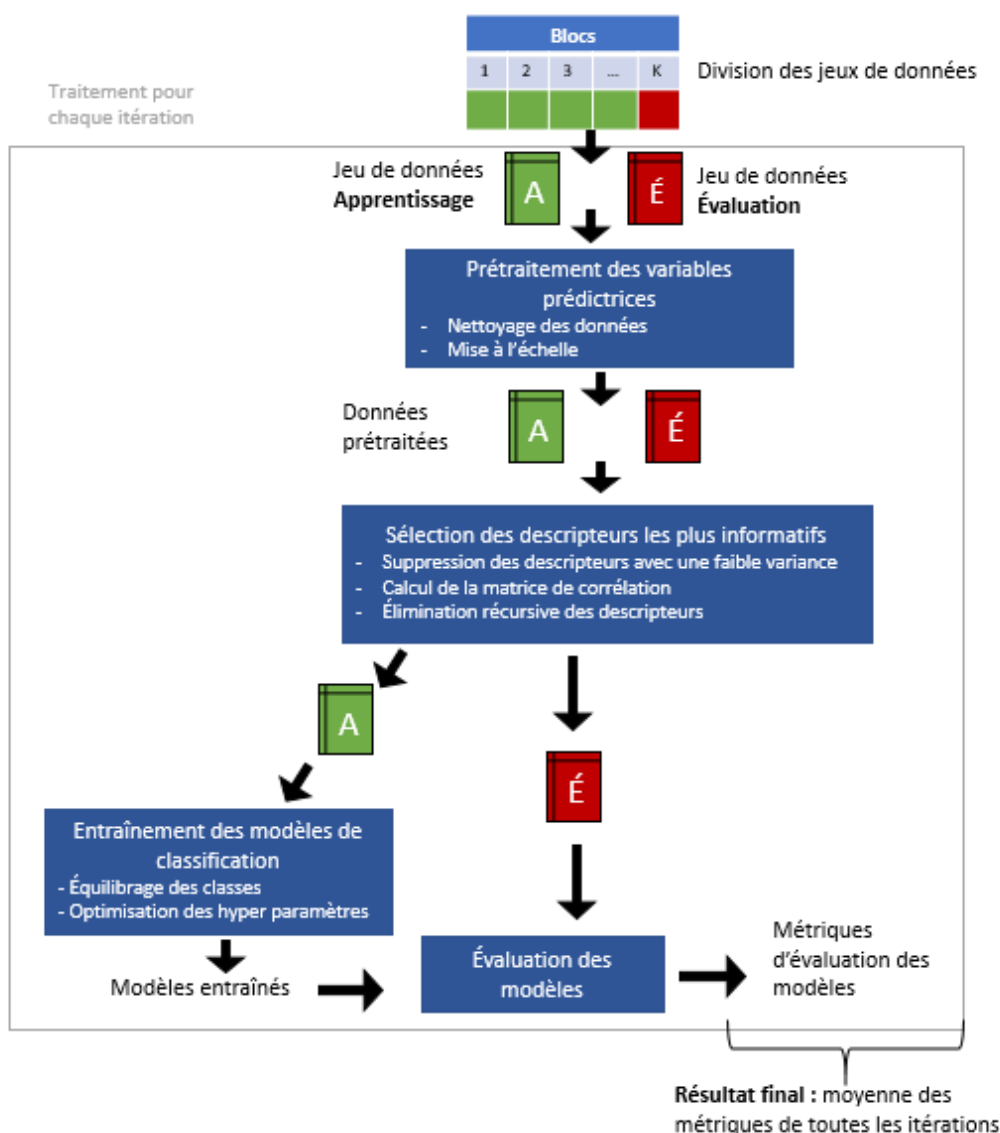 Blocs
1 2 3 ... K
Division des jeux de données
Traitement pour
chaque itération
Jeu de données
Apprentissage
A
É
Jeu de données
Évaluation
Prétraitement des variables
prédictrices
- Nettoyage des données
- Mise à l'échelle
Données
prétraitées
A
É
Sélection des descripteurs les plus informatifs
- Suppression des descripteurs avec une faible variance
- Calcul de la matrice de corrélation
- Élimination récursive des descripteurs
A
É
Entraînement des modèles de
classification
- Équilibrage des classes
- Optimisation des hyper paramètres
Modèles entraînés
Évaluation des
modèles
Métriques
d'évaluation des
modèles
Résultat final : moyenne des
métriques de toutes les itérations